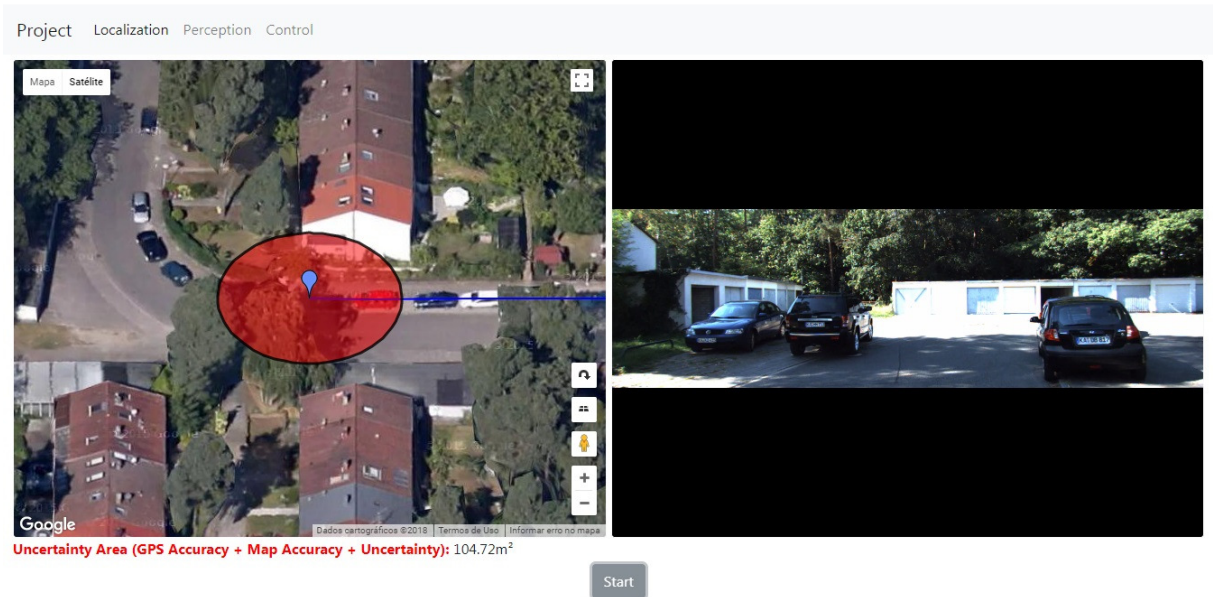 Project Localization Perception Control
Mapa Satélite
Google
Dados cartográficos ©2018 Termos de Uso Informar erro no mapa
Uncertainty Area (GPS Accuracy + Map Accuracy + Uncertainty): 104.72m²
Start